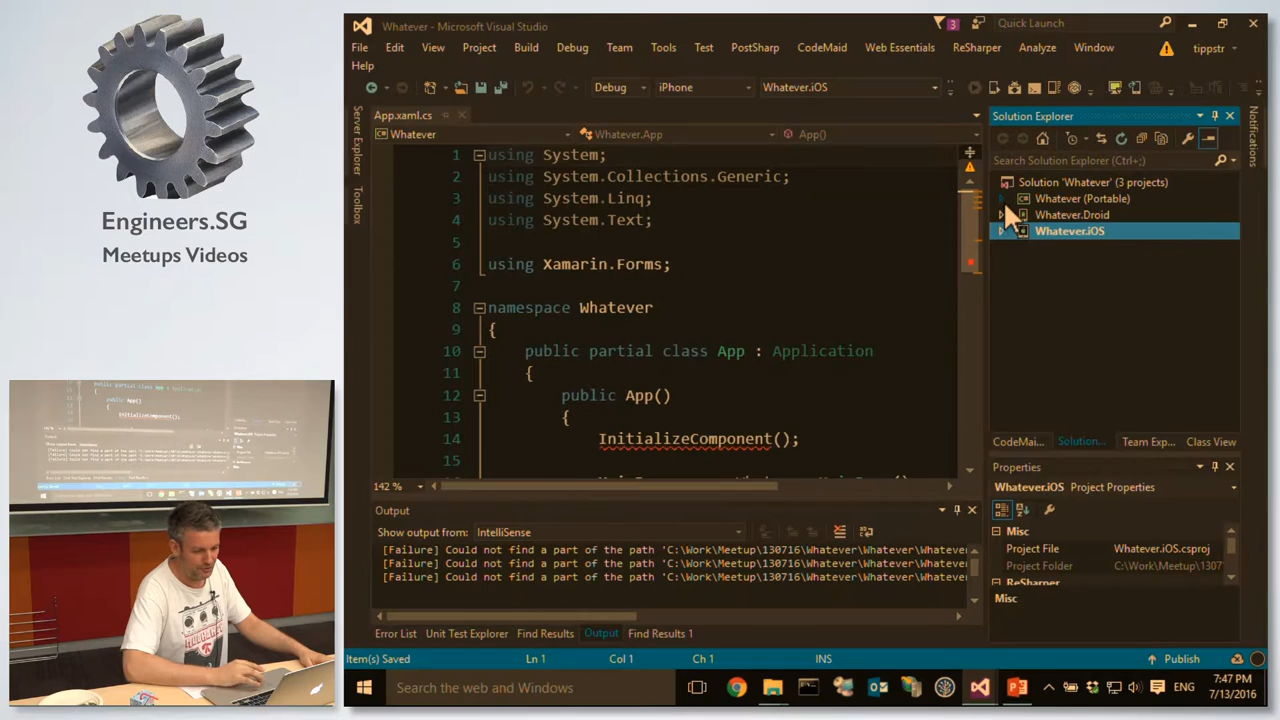 Engineers.SG
Meetups Videos
Whatever - Microsoft Visual Studio
3
Quick Launch
File Edit View Project Build Debug Team Tools Test PostSharp CodeMaid Web Essentials ReSharper Analyze Window
tippstr
Help
Debug iPhone Whatever.iOS
Server Explorer
Toolbox
App.xaml.cs
Whatever Whatever.App App()
1 using System;
2 using System.Collections.Generic;
3 using System.Linq;
4 using System.Text;
5
6 using Xamarin.Forms;
7
8 namespace Whatever
9 {
10 public partial class App : Application
11 {
12 public App()
13 {
14 InitializeComponent();
15
142 %
Output
Show output from: IntelliSense
[Failure] Could not find a part of the path 'C:\Work\Meetup\130716\Whatever\Whatever\Whatever
[Failure] Could not find a part of the path 'C:\Work\Meetup\130716\Whatever\Whatever\Whatever
[Failure] Could not find a part of the path 'C:\Work\Meetup\130716\Whatever\Whatever\Whatever
Error List Unit Test Explorer Find Results Output Find Results 1
Solution Explorer
Search Solution Explorer (Ctrl+;)
Solution 'Whatever' (3 projects)
Whatever (Portable)
Whatever.Droid
Whatever.iOS
CodeMai... Solution... Team Exp... Class View
Properties
Whatever.iOS Project Properties
Misc
Project File Whatever.iOS.csproj
Project Folder C:\Work\Meetup\1307
ReSharper
Misc
Notifications
Item(s) Saved Ln 1 Col 1 Ch 1 INS Publish
Search the web and Windows
ENG
7:47 PM
7/13/2016